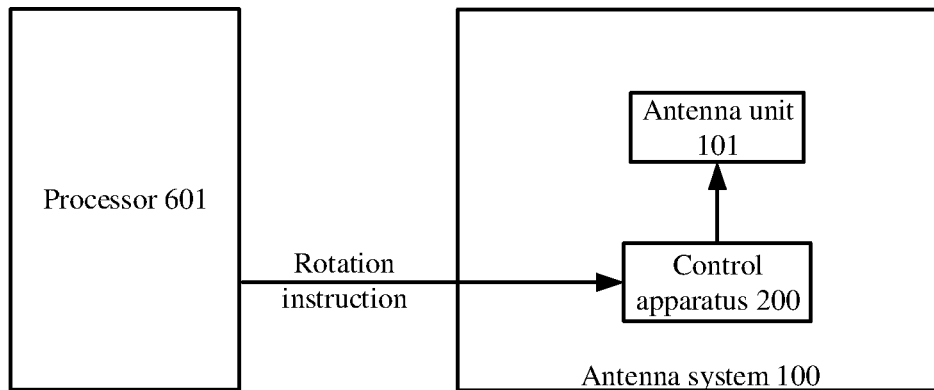 Antenna unit
101
Processor 601
Rotation
instruction
Control
apparatus 200
Antenna system 100